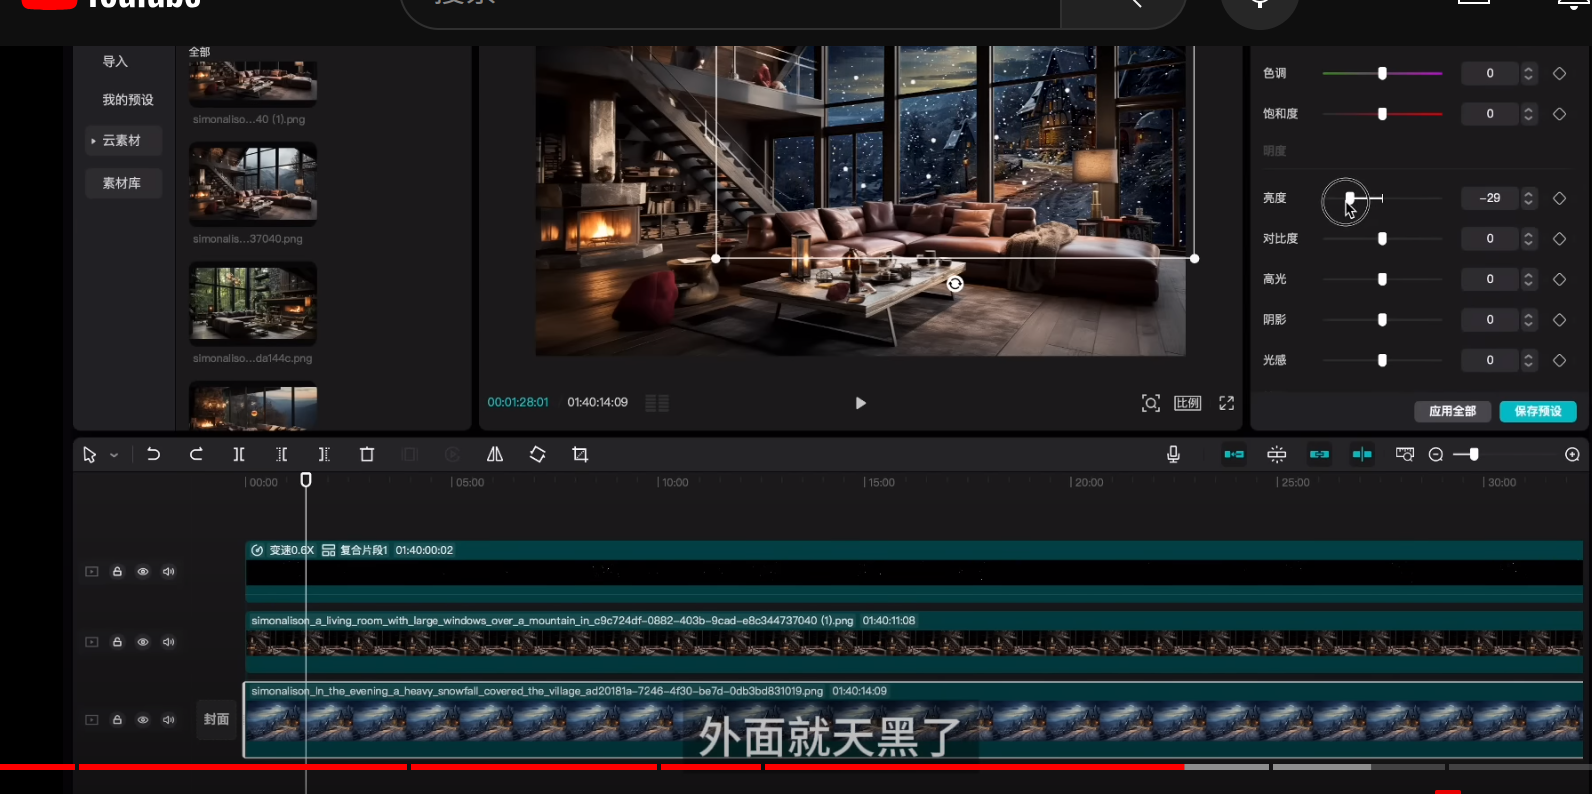 YouTube
搜索
导入
我的预设
云素材
素材库
全部
simonaliso...40 (1).png
simonalis...37040.png
simonaliso...da144c.png
00:01:28:01
01:40:14:09
比例
色调
0
饱和度
0
明度
亮度
-29
对比度
0
高光
0
阴影
0
光感
0
应用全部
保存预设
00:00
05:00
10:00
15:00
20:00
25:00
30:00
变速0.6X 复合片段1 01:40:00:02
simonalison_a_living_room_with_large_windows_over_a_mountain_in_c9c724df-0882-403b-9cad-e8c344737040 (1).png 01:40:11:08
封面
simonalison_In_the_evening_a_heavy_snowfall_covered_the_village_ad20181a-7246-4f30-be7d-0db3bd831019.png 01:40:14:09
外面就天黑了